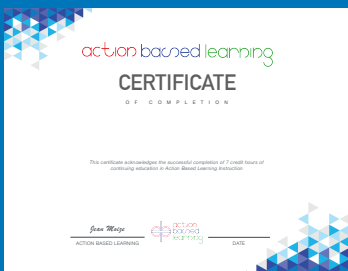 action based learning
CERTIFICATE
OF COMPLETION
This certificate acknowledges the successful completion of 7 credit hours of
continuing education in Action Based Learning Instruction
Jean Moize
action
based
learning
ACTION BASED LEARNING
DATE